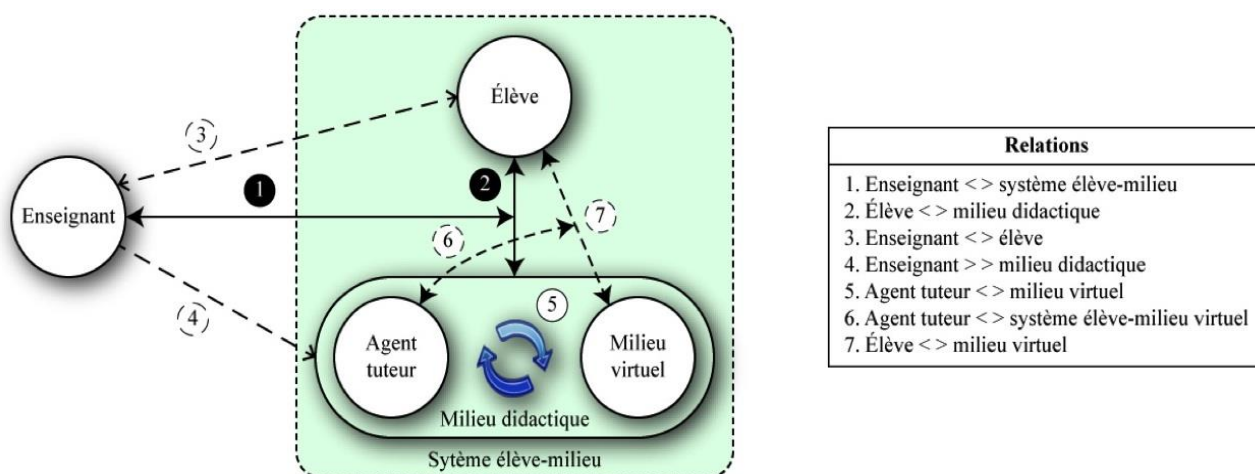 Élève
3
1
2
Enseignant
7
6
4
5
Agent
tuteur
Milieu
virtuel
Milieu didactique
Sytème élève-milieu
Relations
1. Enseignant < > système élève-milieu
2. Élève < > milieu didactique
3. Enseignant < > élève
4. Enseignant > > milieu didactique
5. Agent tuteur < > milieu virtuel
6. Agent tuteur < > système élève-milieu virtuel
7. Élève < > milieu virtuel